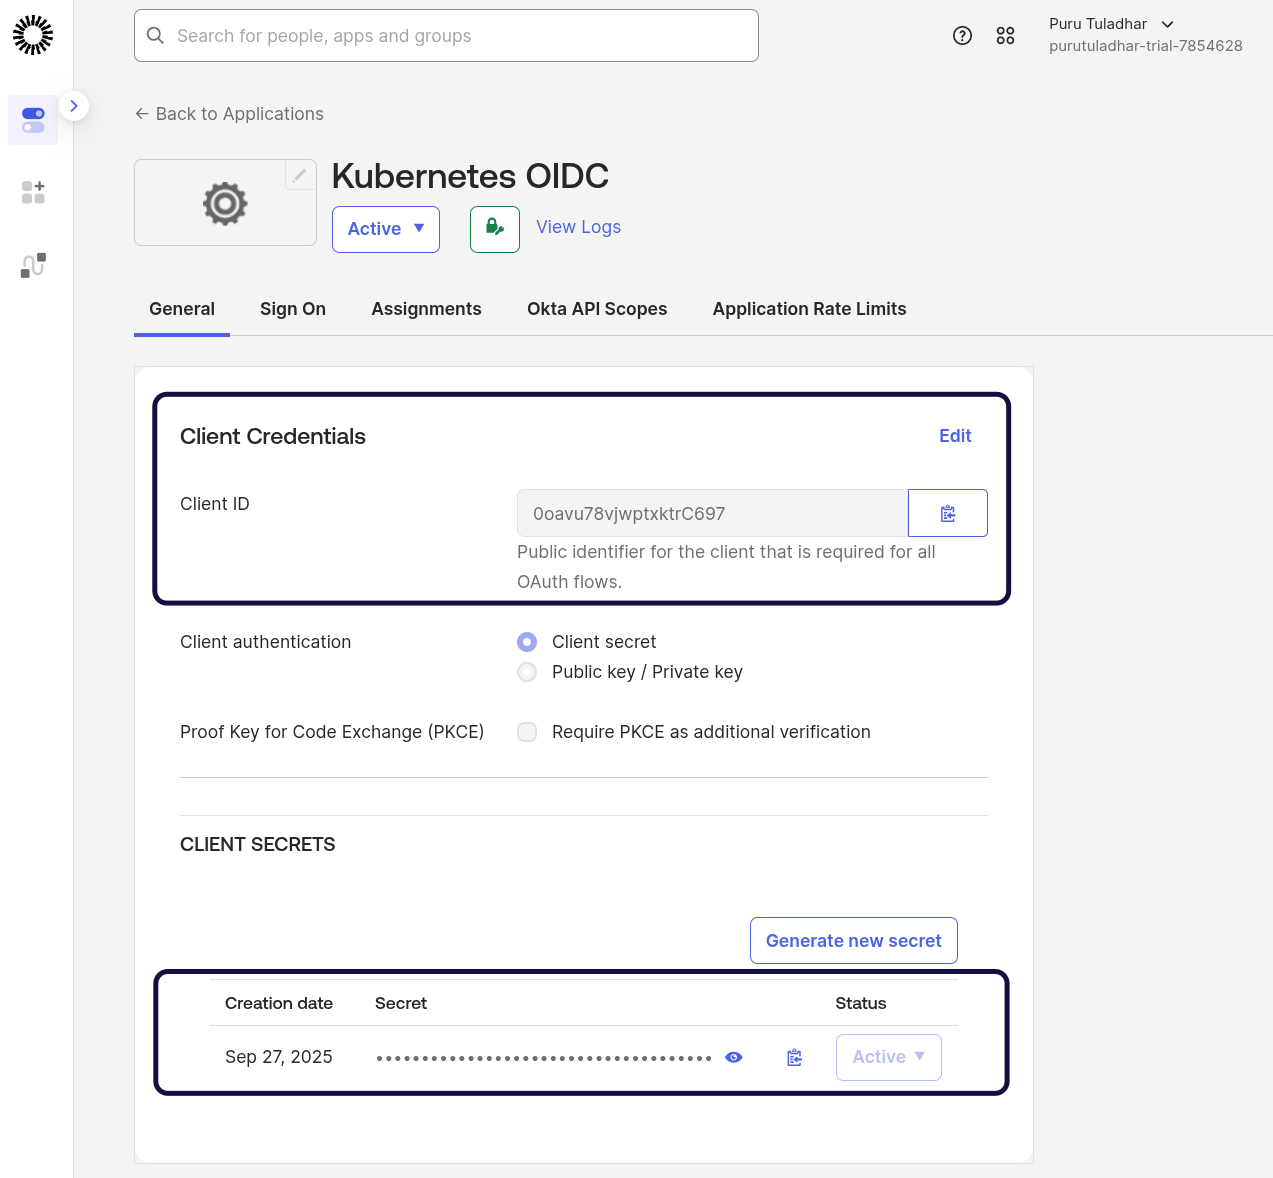 Search for people, apps and groups
Puru Tuladhar
purutuladhar-trial-7854628
← Back to Applications
Kubernetes OIDC
Active ▼
View Logs
General Sign On Assignments Okta API Scopes Application Rate Limits
Client Credentials Edit
Client ID
0oavu78vjwptxktrC697
Public identifier for the client that is required for all
OAuth flows.
Client authentication Client secret
Public key / Private key
Proof Key for Code Exchange (PKCE) Require PKCE as additional verification
CLIENT SECRETS
Generate new secret
Creation date Secret Status
Sep 27, 2025 ••••••••••••••••••••••••••••••••••••• Active ▼